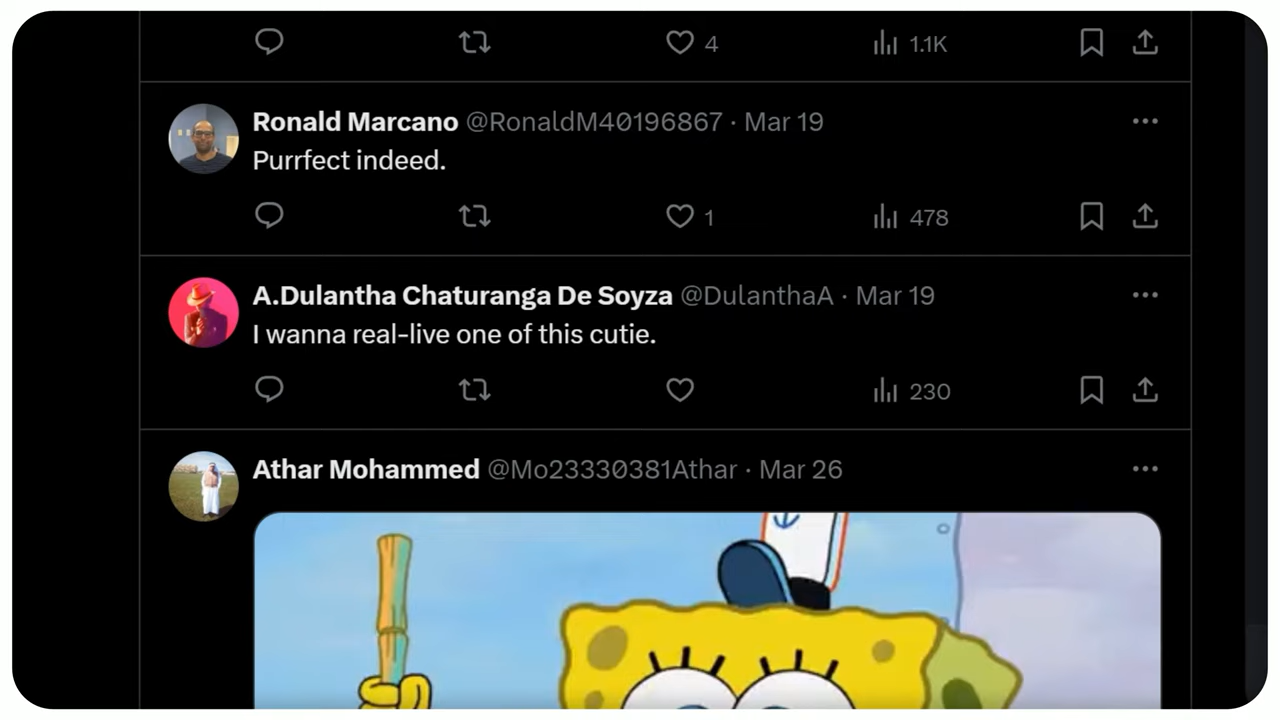 4 1.1K
Ronald Marcano @RonaldM40196867 · Mar 19
Purrfect indeed.
1 478
A.Dulantha Chaturanga De Soyza @DulanthaA · Mar 19
I wanna real-live one of this cutie.
230
Athar Mohammed @Mo23330381Athar · Mar 26